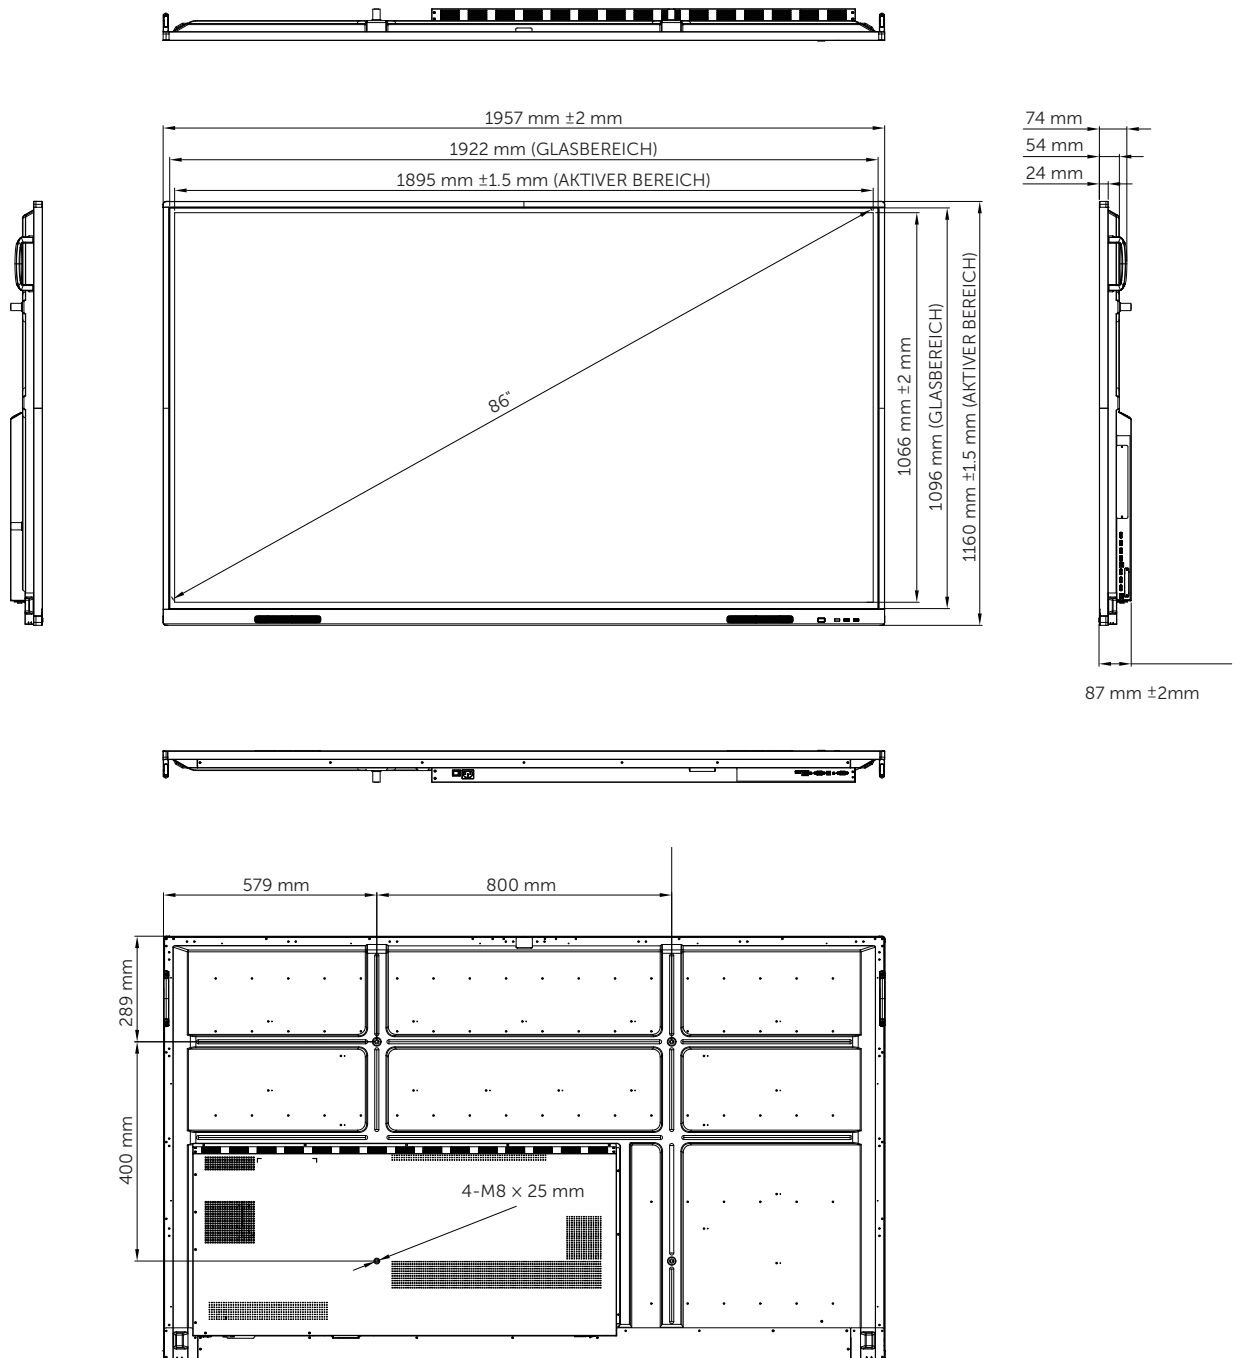 1957 mm ±2 mm
74 mm
54 mm
1922 mm (GLASBEREICH)
24 mm
1895 mm ±1.5 mm (AKTIVER BEREICH)
86"
1066 mm ±2 mm
1096 mm (GLASBEREICH)
1160 mm ±1.5 mm (AKTIVER BEREICH)
87 mm ±2mm
579 mm
800 mm
289 mm
400 mm
4-M8 × 25 mm